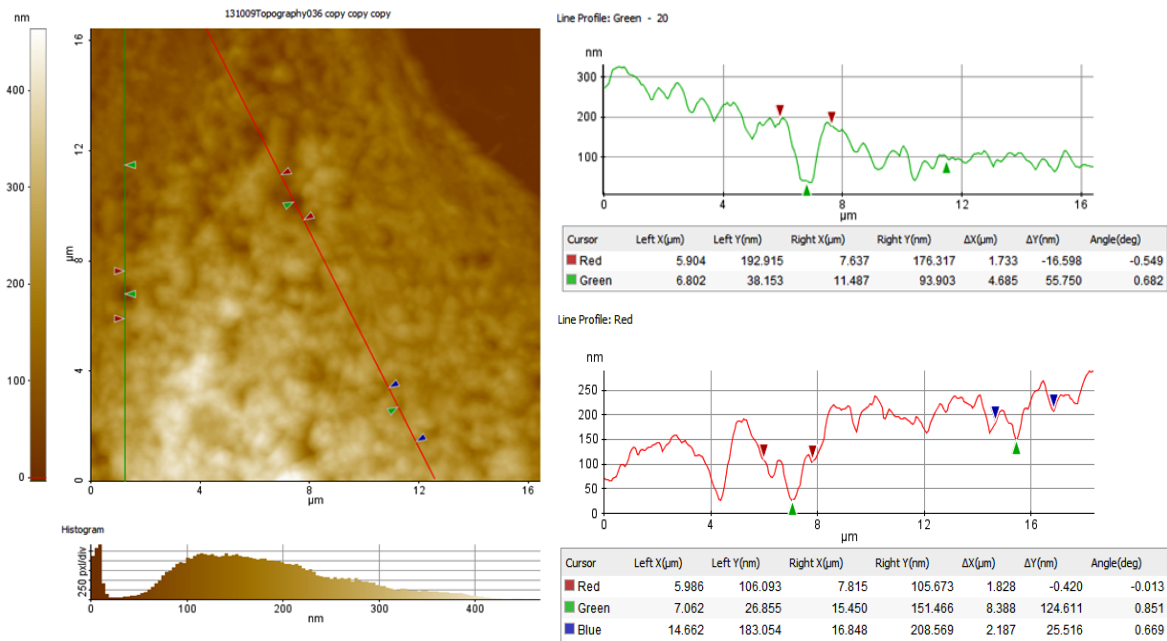 131009Topography036 copy copy copy
nm
400
300
200
100
0
16
12
8
4
0
µm
0 4 8 12 16
µm
Histogram
250 pxl/div
0 100 200 300 400
nm
Line Profile: Green - 20
nm
300
200
100
0 4 8 12 16
µm
Cursor Left X(µm) Left Y(nm) Right X(µm) Right Y(nm) ΔX(µm) ΔY(nm) Angle(deg)
Red 5.904 192.915 7.637 176.317 1.733 -16.598 -0.549
Green 6.802 38.153 11.487 93.903 4.685 55.750 0.682
Line Profile: Red
nm
250
200
150
100
50
0
0 4 8 12 16
µm
Cursor Left X(µm) Left Y(nm) Right X(µm) Right Y(nm) ΔX(µm) ΔY(nm) Angle(deg)
Red 5.986 106.093 7.815 105.673 1.828 -0.420 -0.013
Green 7.062 26.855 15.450 151.466 8.388 124.611 0.851
Blue 14.662 183.054 16.848 208.569 2.187 25.516 0.669